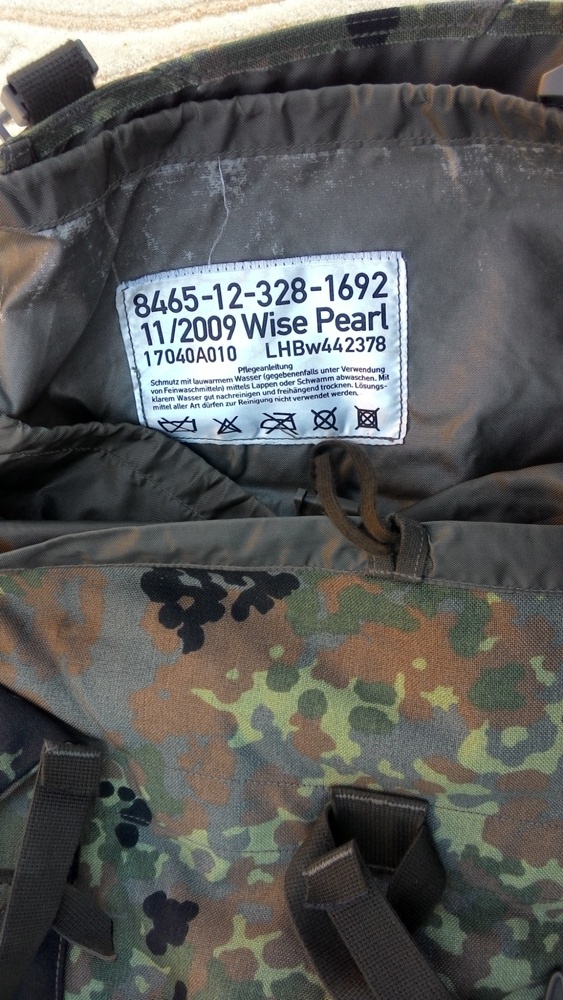 8465-12-328-1692
11/2009 Wise Pearl
17040A010 LHBw442378
Pflegeanleitung
Schmutz mit lauwarmem Wasser (gegebenenfalls unter Verwendung
von Feinwaschmitteln) mittels Lappen oder Schwamm abwaschen. Mit
klarem Wasser gut nachreinigen und freihängend trocknen. Lösungs-
mittel aller Art dürfen zur Reinigung nicht verwendet werden.